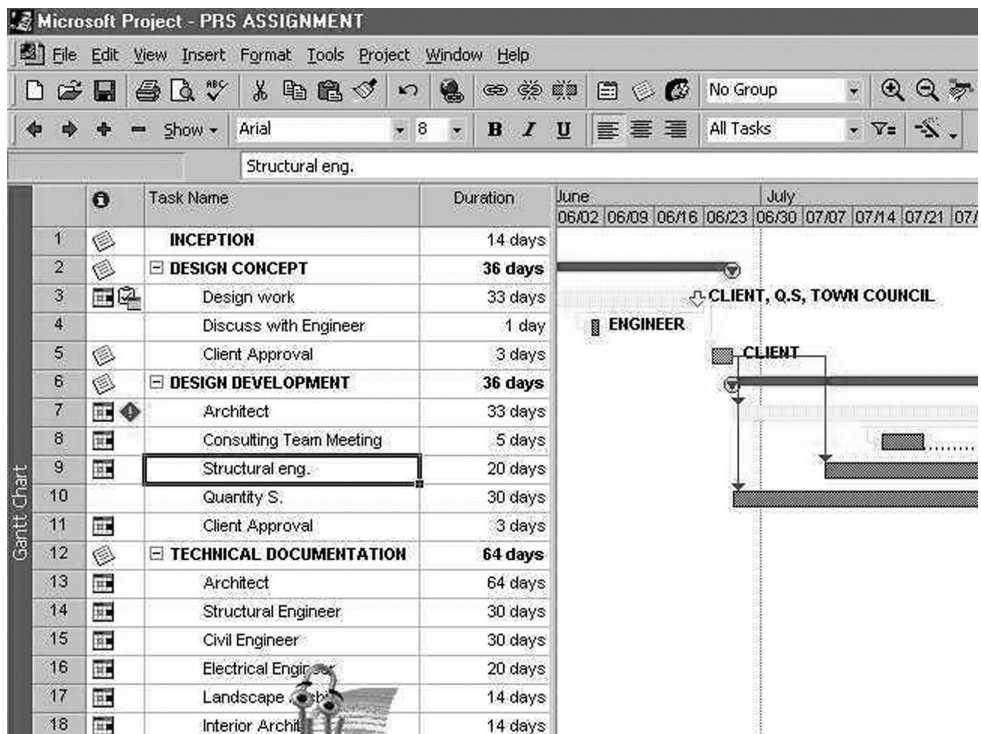 Microsoft Project - PRS ASSIGNMENT
File Edit View Insert Format Tools Project Window Help
No Group
Show Arial 8 B I U All Tasks
Structural eng.
Task Name Duration June July
06/02 06/09 06/16 06/23 06/30 07/07 07/14 07/21 07/
1 INCEPTION 14 days
2 DESIGN CONCEPT 36 days
3 Design work 33 days CLIENT, Q.S, TOWN COUNCIL
4 Discuss with Engineer 1 day ENGINEER
5 Client Approval 3 days CLIENT
6 DESIGN DEVELOPMENT 36 days
7 Architect 33 days
8 Consulting Team Meeting 5 days
9 Structural eng. 20 days
10 Quantity S. 30 days
11 Client Approval 3 days
12 TECHNICAL DOCUMENTATION 64 days
13 Architect 64 days
14 Structural Engineer 30 days
15 Civil Engineer 30 days
16 Electrical 20 days
17 Landscape 14 days
18 Interior 14 days
Gantt Chart